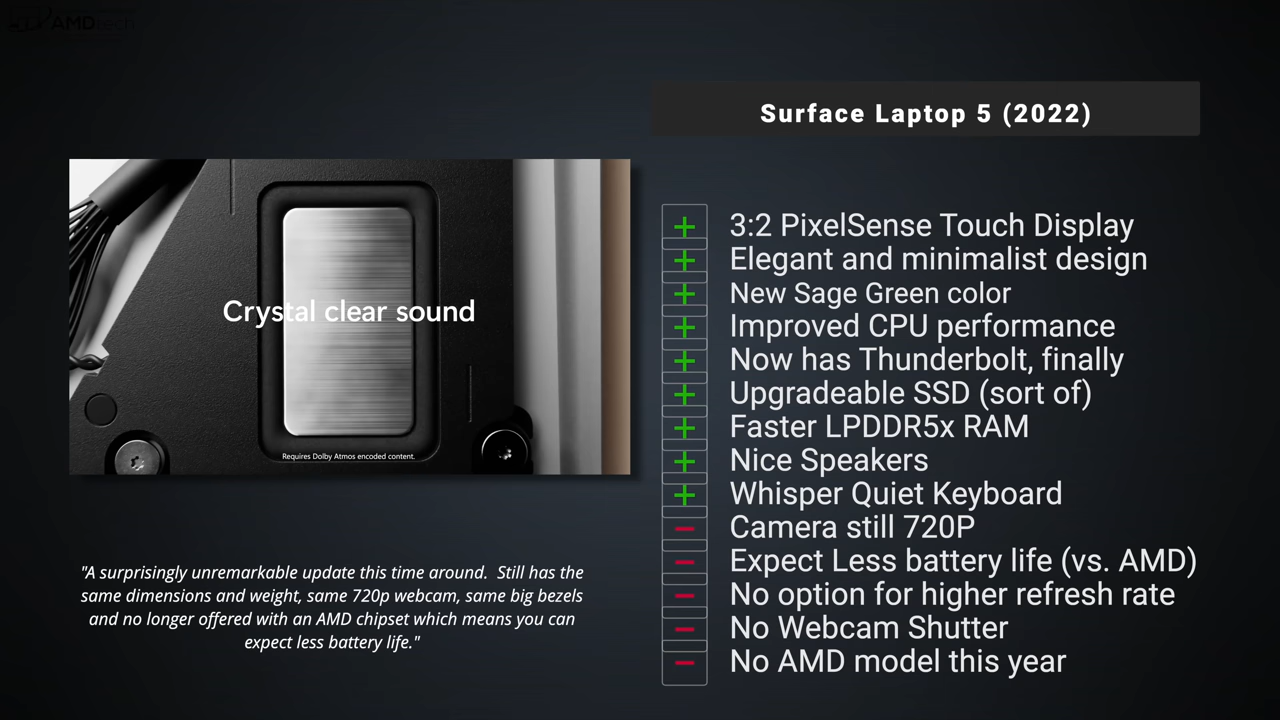 AMDtech
Surface Laptop 5 (2022)
Crystal clear sound
Requires Dolby Atmos encoded content.
"A surprisingly unremarkable update this time around. Still has the
same dimensions and weight, same 720p webcam, same big bezels
and no longer offered with an AMD chipset which means you can
expect less battery life."
+ 3:2 PixelSense Touch Display
+ Elegant and minimalist design
+ New Sage Green color
+ Improved CPU performance
+ Now has Thunderbolt, finally
+ Upgradeable SSD (sort of)
+ Faster LPDDR5x RAM
+ Nice Speakers
+ Whisper Quiet Keyboard
− Camera still 720P
− Expect Less battery life (vs. AMD)
− No option for higher refresh rate
− No Webcam Shutter
− No AMD model this year